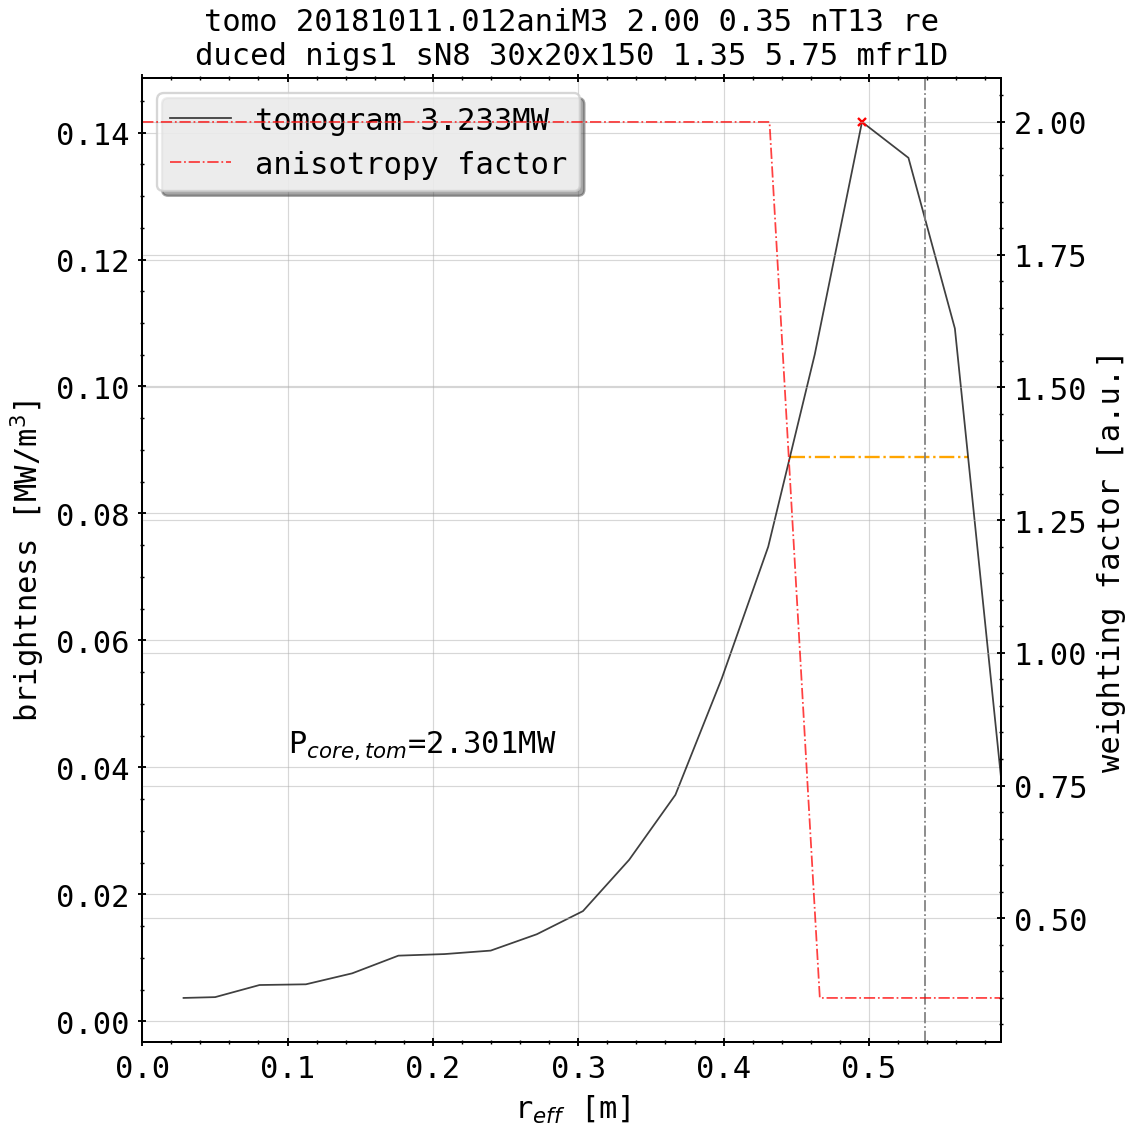 tomo 20181011.012aniM3 2.00 0.35 nT13 re
duced nigs1 sN8 30x20x150 1.35 5.75 mfr1D
tomogram 3.233MW
anisotropy factor
0.14
0.12
0.10
0.08
0.06
0.04
0.02
0.00
brightness [MW/m³]
2.00
1.75
1.50
1.25
1.00
0.75
0.50
weighting factor [a.u.]
P_core,tom=2.301MW
0.0 0.1 0.2 0.3 0.4 0.5
r_eff [m]